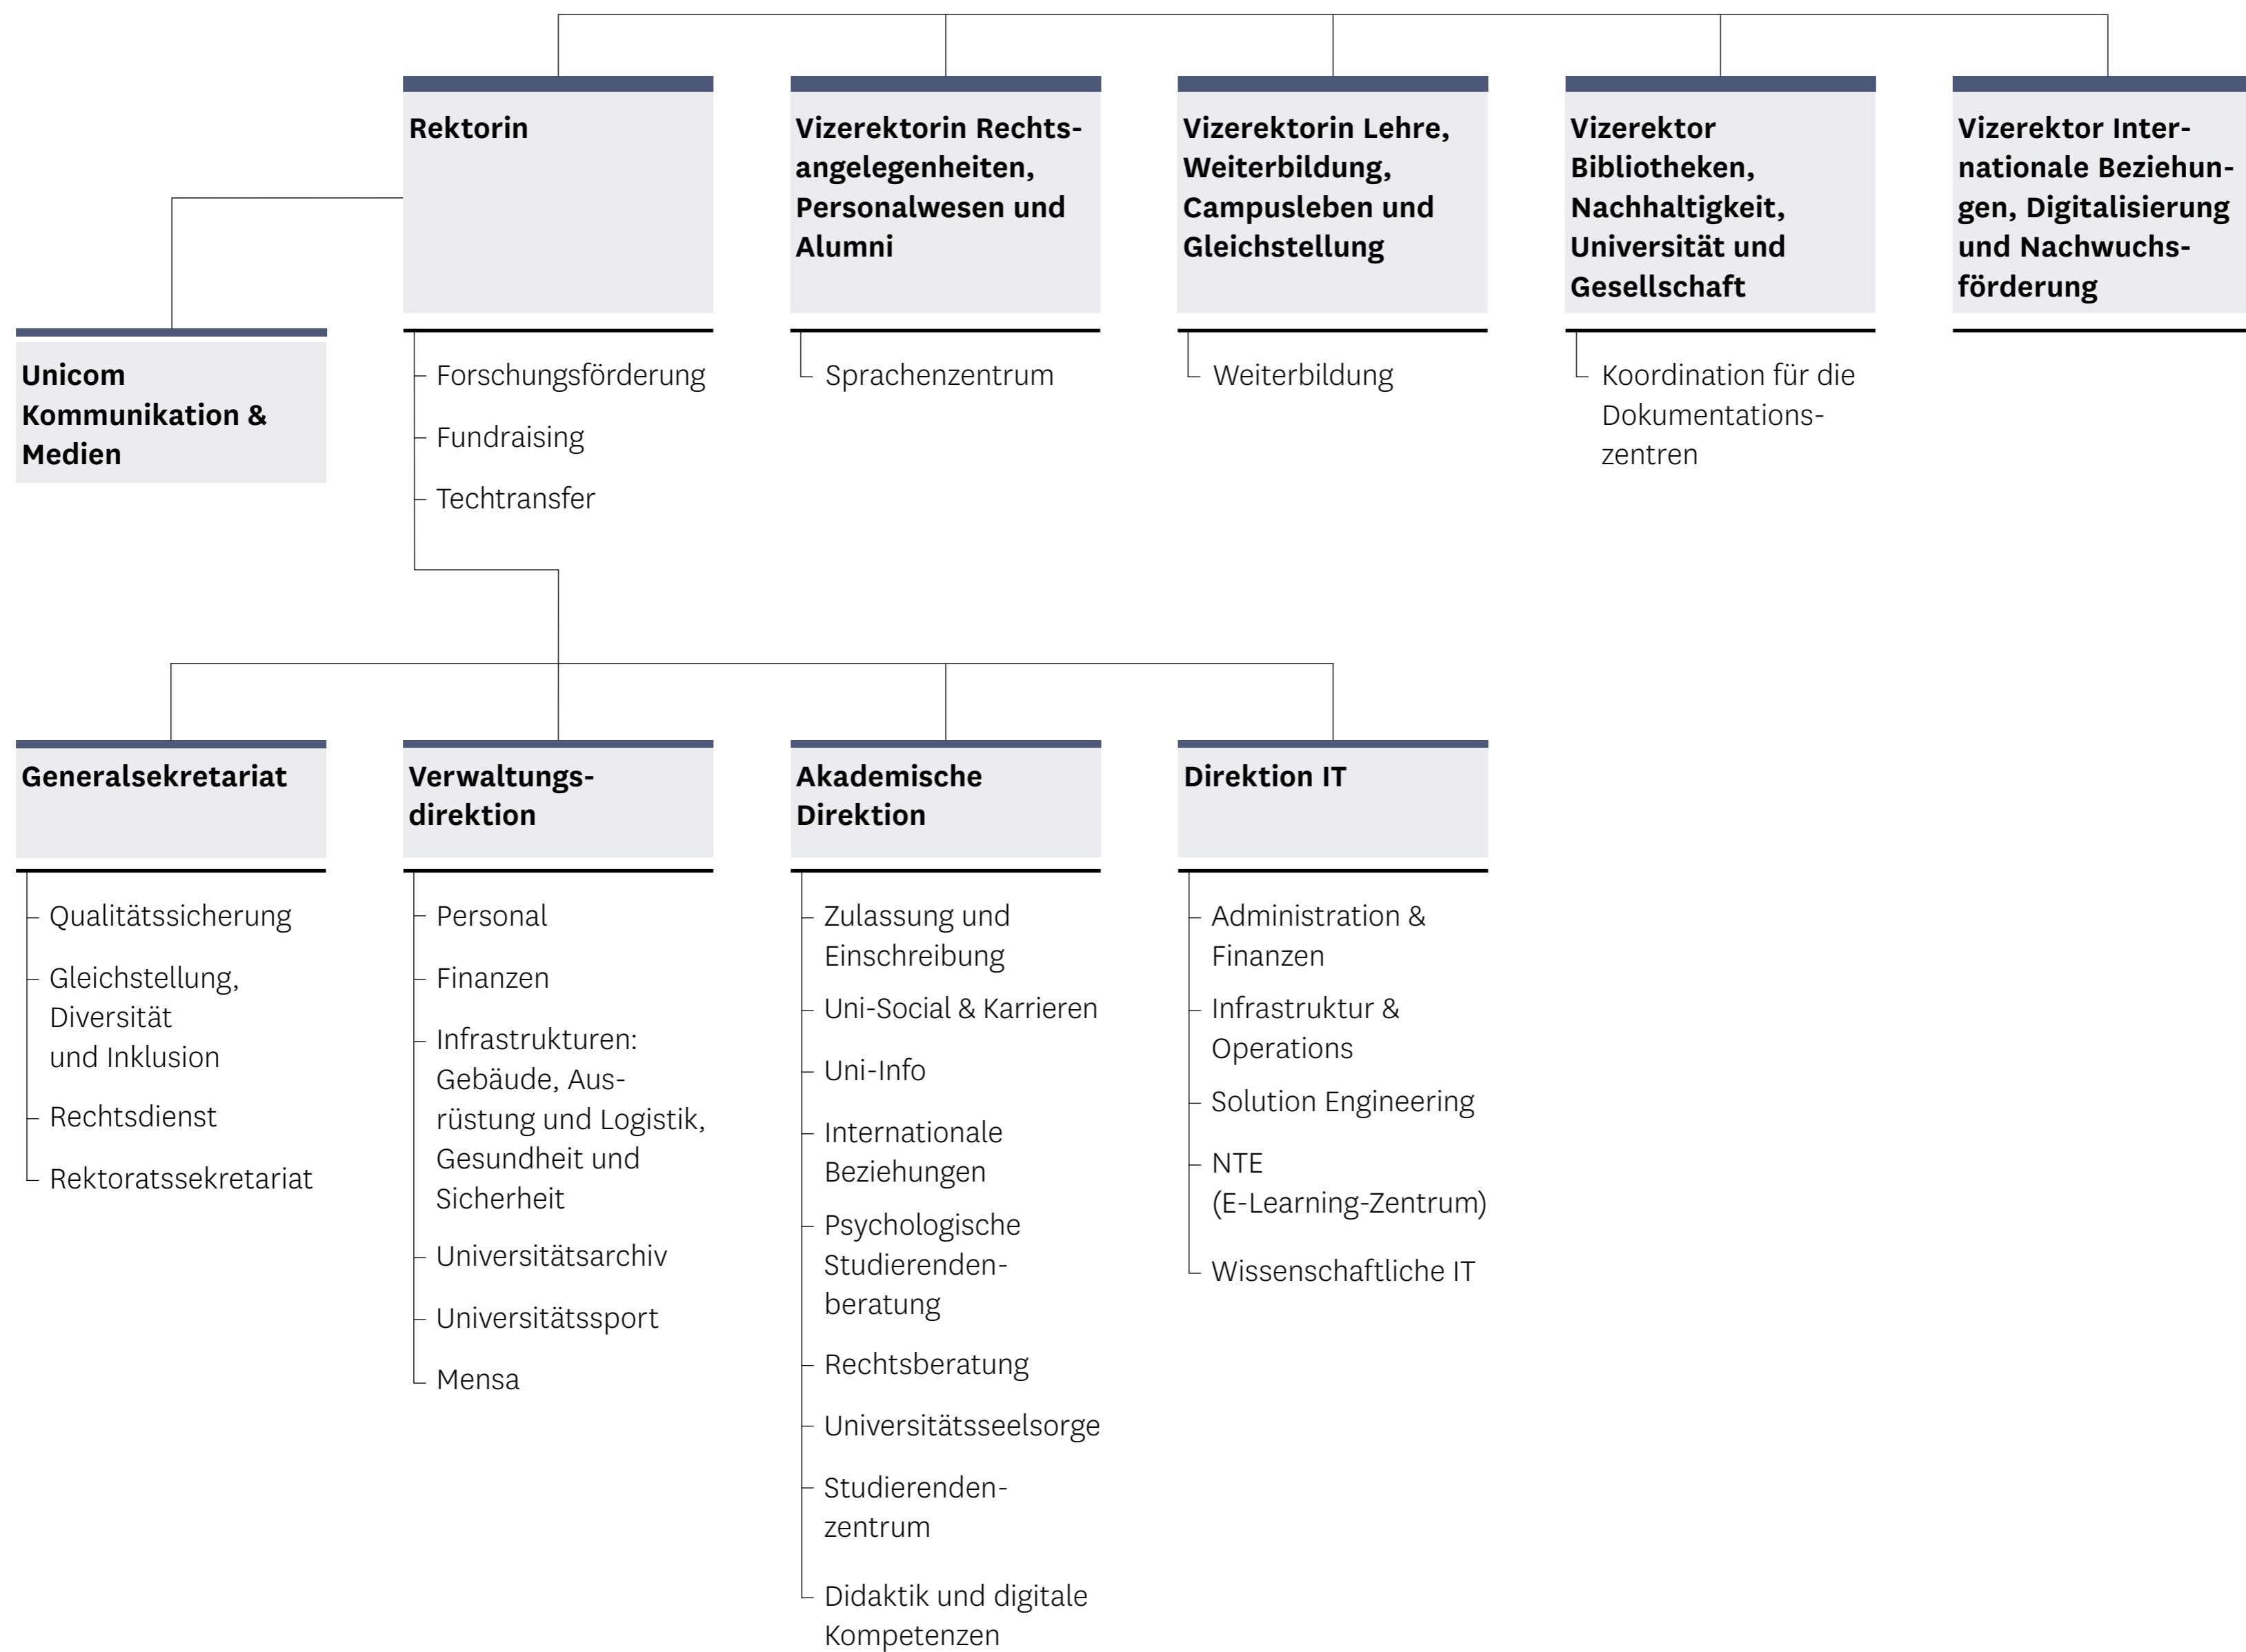 Rektorin
Vizerektorin Rechts-
angelegenheiten,
Personalwesen und
Alumni
Vizerektorin Lehre,
Weiterbildung,
Campusleben und
Gleichstellung
Vizerektor
Bibliotheken,
Nachhaltigkeit,
Universität und
Gesellschaft
Vizerektor Inter-
nationale Beziehun-
gen, Digitalisierung
und Nachwuchs-
förderung
Unicom
Kommunikation &
Medien
Forschungsförderung
Fundraising
Techtransfer
Sprachenzentrum
Weiterbildung
Koordination für die
Dokumentations-
zentren
Generalsekretariat
Qualitätssicherung
Gleichstellung,
Diversität
und Inklusion
Rechtsdienst
Rektoratssekretariat
Verwaltungs-
direktion
Personal
Finanzen
Infrastrukturen:
Gebäude, Aus-
rüstung und Logistik,
Gesundheit und
Sicherheit
Universitätsarchiv
Universitätssport
Mensa
Akademische
Direktion
Zulassung und
Einschreibung
Uni-Social & Karrieren
Uni-Info
Internationale
Beziehungen
Psychologische
Studierenden-
beratung
Rechtsberatung
Universitätsseelsorge
Studierenden-
zentrum
Didaktik und digitale
Kompetenzen
Direktion IT
Administration &
Finanzen
Infrastruktur &
Operations
Solution Engineering
NTE
(E-Learning-Zentrum)
Wissenschaftliche IT